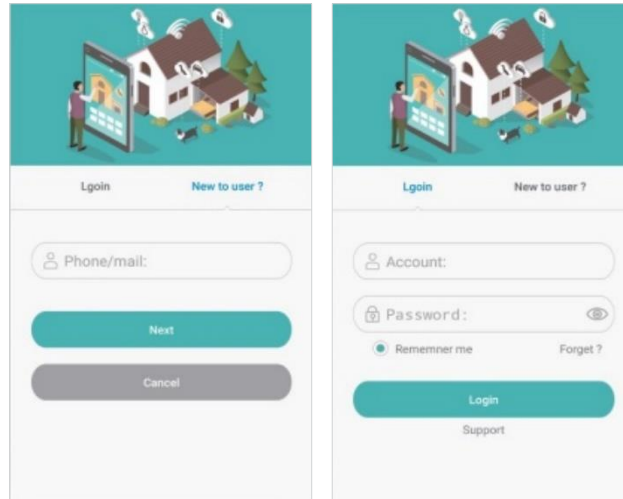 Lgoin New to user ?
Phone/mail:
Next
Cancel
Lgoin New to user ?
Account:
Password:
Rememner me Forget ?
Login
Support